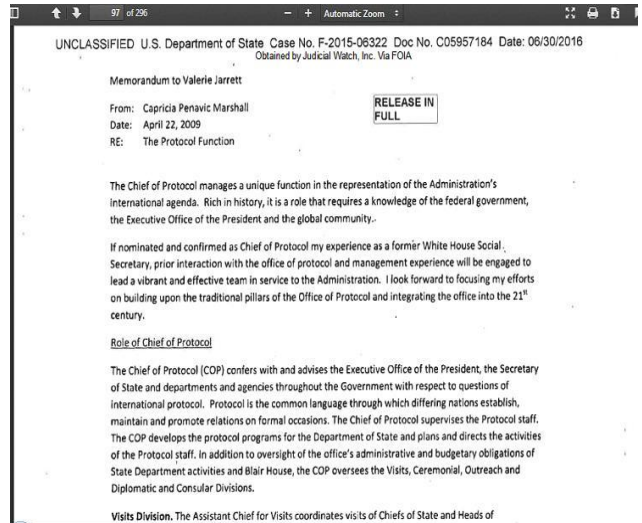 97 of 296
Automatic Zoom
UNCLASSIFIED U.S. Department of State Case No. F-2015-06322 Doc No. C05957184 Date: 06/30/2016
Obtained by Judicial Watch, Inc. Via FOIA
Memorandum to Valerie Jarrett
RELEASE IN
FULL
From: Capricia Penavic Marshall
Date: April 22, 2009
RE: The Protocol Function
The Chief of Protocol manages a unique function in the representation of the Administration's
international agenda. Rich in history, it is a role that requires a knowledge of the federal government,
the Executive Office of the President and the global community.
If nominated and confirmed as Chief of Protocol my experience as a former White House Social
Secretary, prior interaction with the office of protocol and management experience will be engaged to
lead a vibrant and effective team in service to the Administration. I look forward to focusing my efforts
on building upon the traditional pillars of the Office of Protocol and integrating the office into the 21st
century.
Role of Chief of Protocol
The Chief of Protocol (COP) confers with and advises the Executive Office of the President, the Secretary
of State and departments and agencies throughout the Government with respect to questions of
international protocol. Protocol is the common language through which differing nations establish,
maintain and promote relations on formal occasions. The Chief of Protocol supervises the Protocol staff.
The COP develops the protocol programs for the Department of State and plans and directs the activities
of the Protocol staff. In addition to oversight of the office's administrative and budgetary obligations of
State Department activities and Blair House, the COP oversees the Visits, Ceremonial, Outreach and
Diplomatic and Consular Divisions.
Visits Division. The Assistant Chief for Visits coordinates visits of Chiefs of State and Heads of